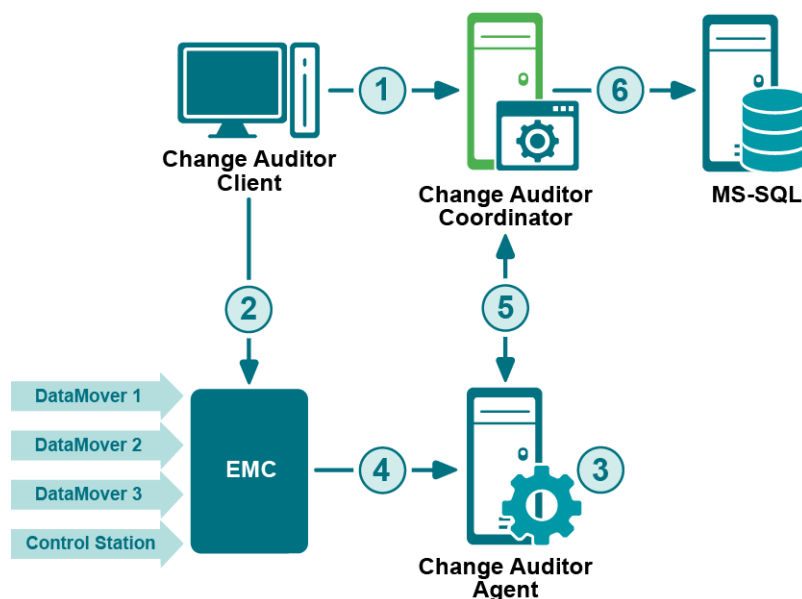 1
6
Change Auditor
Client
Change Auditor
Coordinator
MS-SQL
2
5
DataMover 1
DataMover 2
DataMover 3
Control Station
EMC
4
3
Change Auditor
Agent